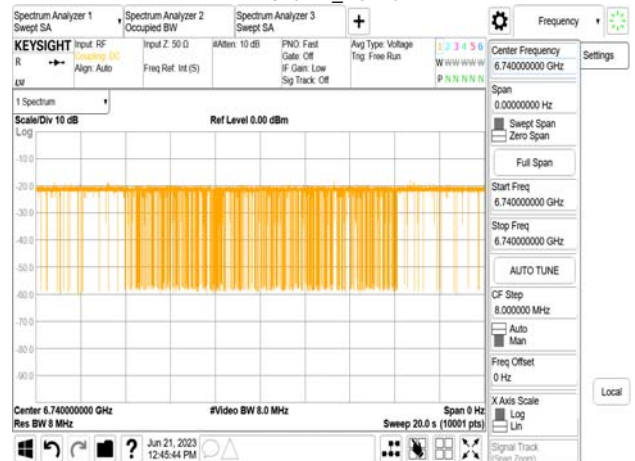 Spectrum Analyzer 1
Swept SA
Spectrum Analyzer 2
Occupied BW
Spectrum Analyzer 3
Swept SA
+
Frequency
KEYSIGHT
R
Input: RF
Coupling: DC
Align: Auto
Input Z: 50 Ω
Freq Ref: Int (S)
#Atten: 10 dB
PNO: Fast
Gate: Off
IF Gain: Low
Sig Track: Off
Avg Type: Voltage
Trig: Free Run
1 2 3 4 5 6
W W W W W W
P N N N N N
1 Spectrum
Scale/Div 10 dB
Ref Level 0.00 dBm
Log
-10.0
-20.0
-30.0
-40.0
-50.0
-60.0
-70.0
-80.0
-90.0
Center 6.740000000 GHz
Res BW 8 MHz
#Video BW 8.0 MHz
Span 0 Hz
Sweep 20.0 s (10001 pts)
?
Jun 21, 2023
12:45:44 PM
Center Frequency
6.740000000 GHz
Span
0.00000000 Hz
Swept Span
Zero Span
Full Span
Start Freq
6.740000000 GHz
Stop Freq
6.740000000 GHz
AUTO TUNE
CF Step
8.000000 MHz
Auto
Man
Freq Offset
0 Hz
X Axis Scale
Log
Lin
Signal Track
(Span Zoom)
Settings
Local